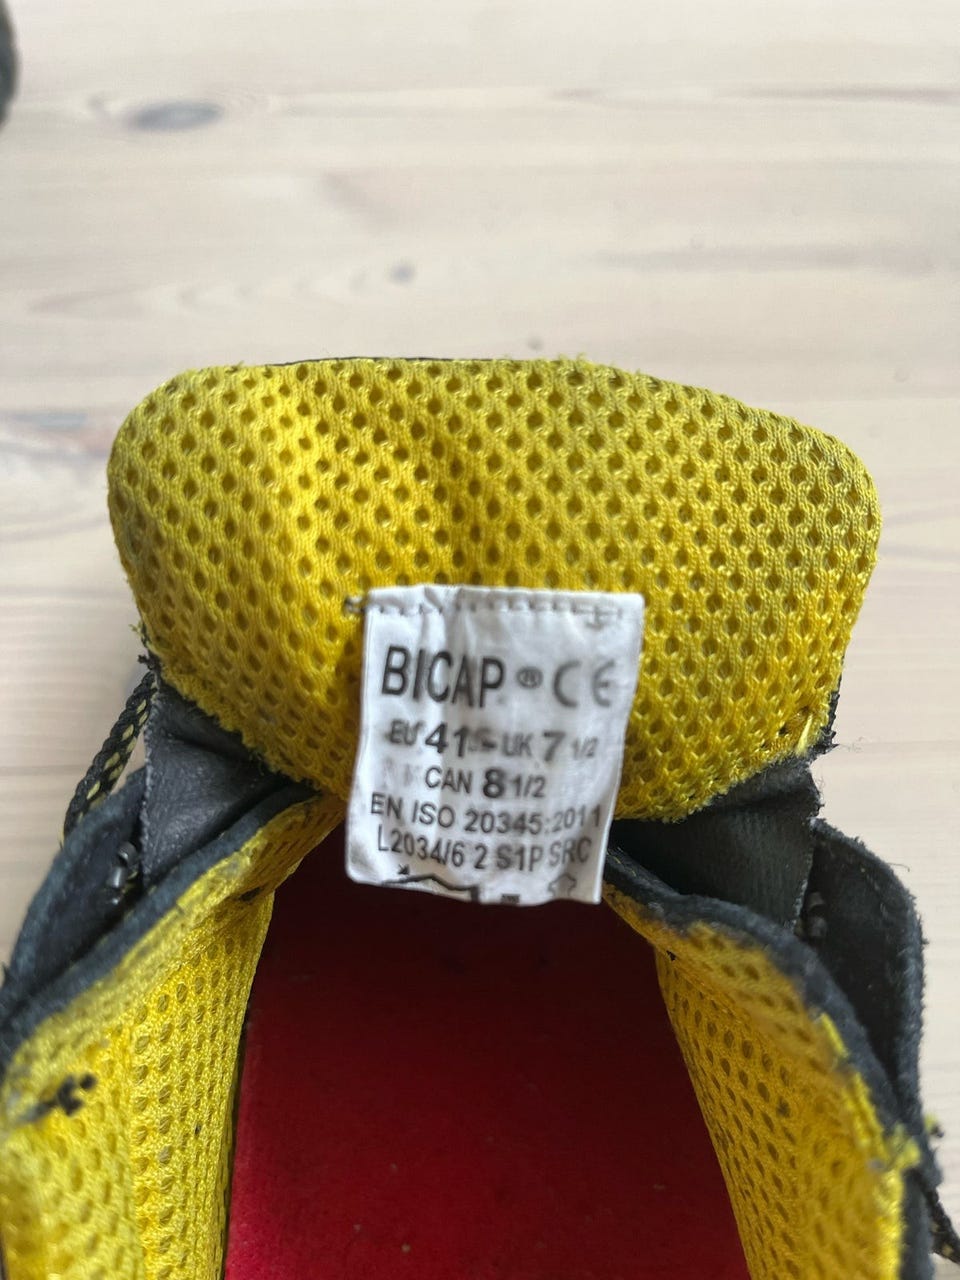 BICAP ® CE
EU 41 - UK 7 1/2
CAN 8 1/2
EN ISO 20345:2011
L2034/6 2 S1P SRC